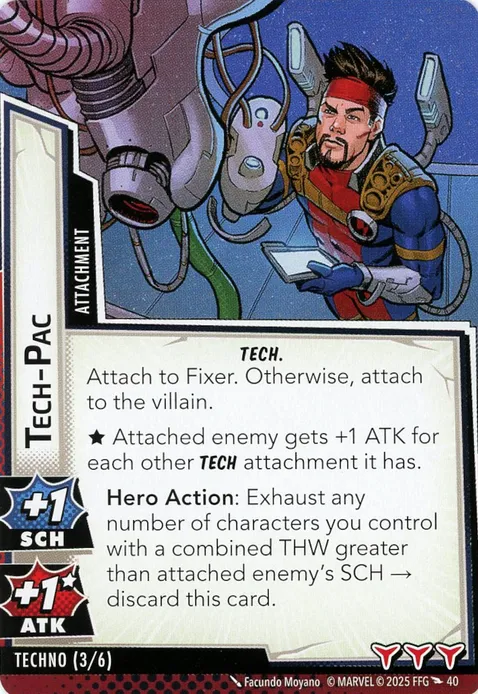 ATTACHMENT
TECH-PAC
TECH.
Attach to Fixer. Otherwise, attach
to the villain.
★ Attached enemy gets +1 ATK for
each other TECH attachment it has.
Hero Action: Exhaust any
number of characters you control
with a combined THW greater
than attached enemy's SCH →
discard this card.
+1
SCH
+1★
ATK
TECHNO (3/6)
Facundo Moyano © MARVEL © 2025 FFG 40